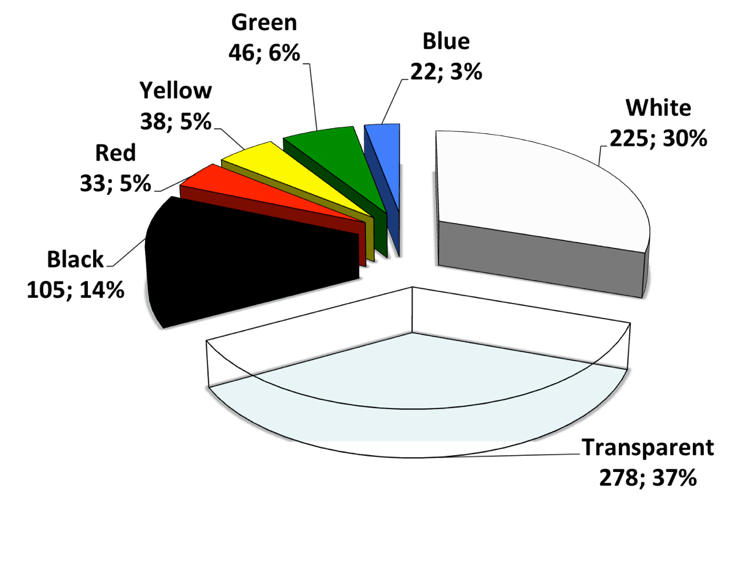 Green
46; 6%
Blue
22; 3%
Yellow
38; 5%
White
225; 30%
Red
33; 5%
Black
105; 14%
Transparent
278; 37%